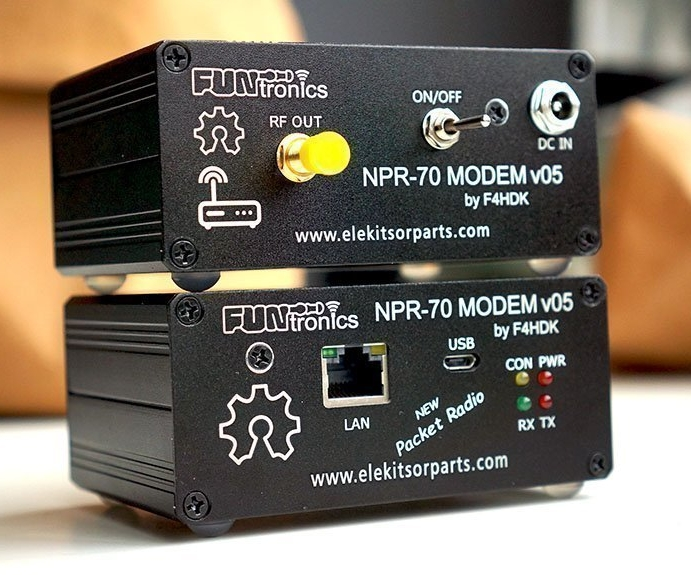 FUNtronics
ON/OFF
RF OUT
DC IN
NPR-70 MODEM v05
by F4HDK
www.elekitsorparts.com
FUNtronics
NPR-70 MODEM v05
by F4HDK
USB
CON PWR
LAN
NEW
Packet Radio
RX TX
www.elekitsorparts.com